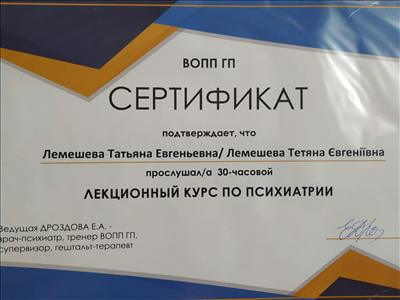 ВОПП ГП
СЕРТИФИКАТ
подтверждает, что
Лемешева Татьяна Евгеньевна/ Лемешева Тетяна Євгеніївна
прослушал/а 30-часовой
ЛЕКЦИОННЫЙ КУРС ПО ПСИХИАТРИИ
Ведущая ДРОЗДОВА Е.А. -
врач-психиатр, тренер ВОПП ГП,
супервизор, гештальт-терапевт